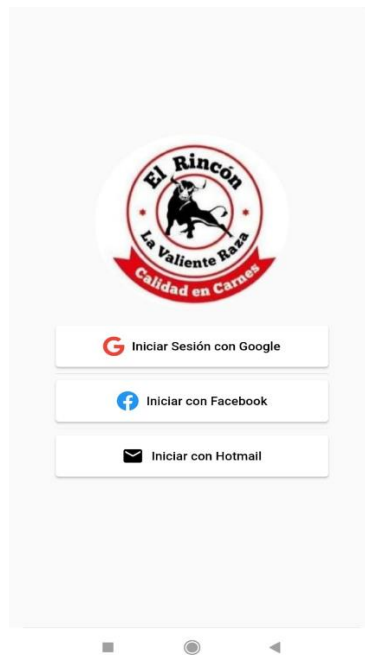 El Rincón
La Valiente Raza
Calidad en Carnes
Iniciar Sesión con Google
Iniciar con Facebook
Iniciar con Hotmail